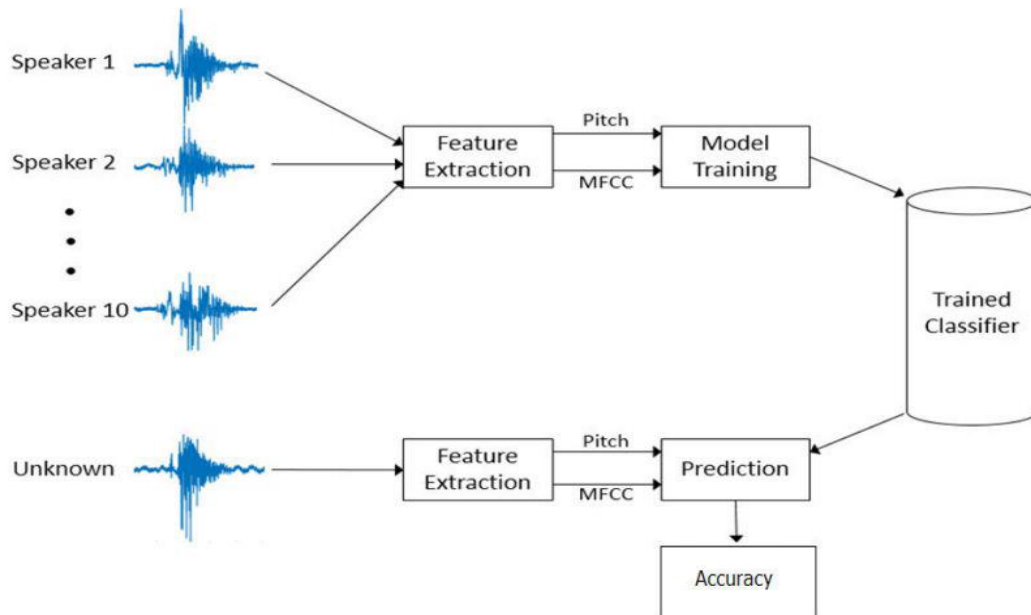 Speaker 1
Speaker 2
Speaker 10
Feature
Extraction
Pitch
MFCC
Model
Training
Trained
Classifier
Unknown
Feature
Extraction
Pitch
MFCC
Prediction
Accuracy